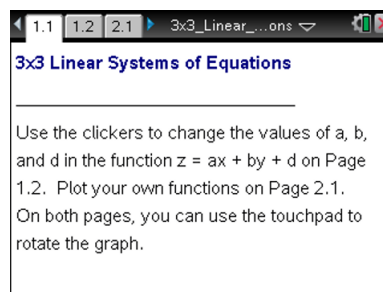 1.1 1.2 2.1 3x3_Linear_...ons
3x3 Linear Systems of Equations
Use the clickers to change the values of a, b,
and d in the function z = ax + by + d on Page
1.2. Plot your own functions on Page 2.1.
On both pages, you can use the touchpad to
rotate the graph.